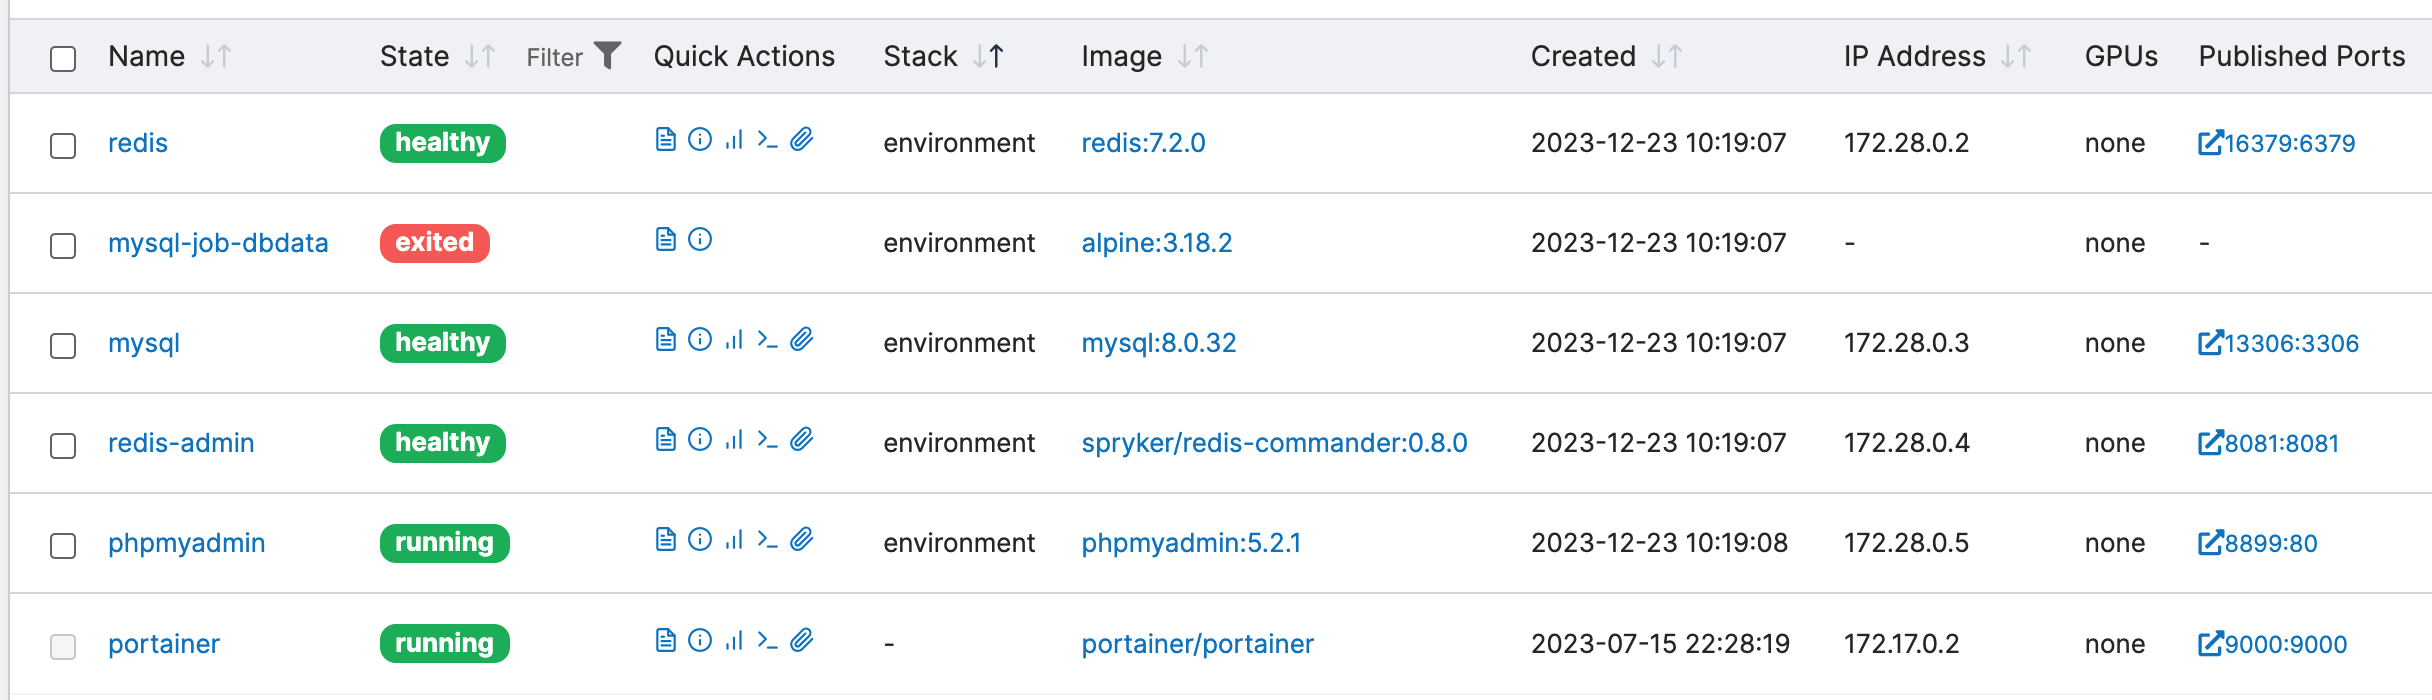 Name State Filter Quick Actions Stack Image Created IP Address GPUs Published Ports
redis healthy environment redis:7.2.0 2023-12-23 10:19:07 172.28.0.2 none 16379:6379
mysql-job-dbdata exited environment alpine:3.18.2 2023-12-23 10:19:07 - none -
mysql healthy environment mysql:8.0.32 2023-12-23 10:19:07 172.28.0.3 none 13306:3306
redis-admin healthy environment spryker/redis-commander:0.8.0 2023-12-23 10:19:07 172.28.0.4 none 8081:8081
phpmyadmin running environment phpmyadmin:5.2.1 2023-12-23 10:19:08 172.28.0.5 none 8899:80
portainer running - portainer/portainer 2023-07-15 22:28:19 172.17.0.2 none 9000:9000